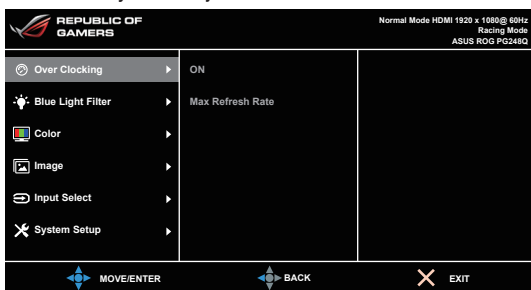 REPUBLIC OF
GAMERS
Normal Mode HDMI 1920 x 1080@ 60Hz
Racing Mode
ASUS ROG PG248Q
Over Clocking
ON
Blue Light Filter
Max Refresh Rate
Color
Image
Input Select
System Setup
MOVE/ENTER
BACK
EXIT